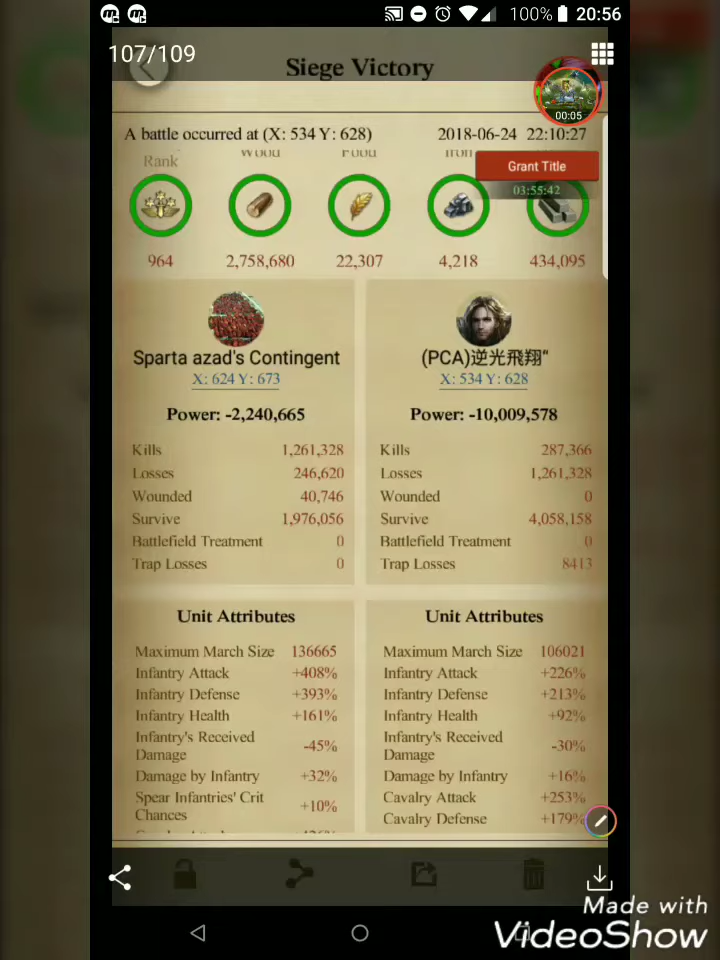 100% 20:56
107/109
Siege Victory
00:05
A battle occurred at (X: 534 Y: 628) 2018-06-24 22:10:27
Rank Wood Food Iron
Grant Title
03:55:42
964 2,758,680 22,307 4,218 434,095
Sparta azad's Contingent
X: 624 Y: 673
Power: -2,240,665
Kills 1,261,328
Losses 246,620
Wounded 40,746
Survive 1,976,056
Battlefield Treatment 0
Trap Losses 0
(PCA)逆光飛翔"
X: 534 Y: 628
Power: -10,009,578
Kills 287,366
Losses 1,261,328
Wounded 0
Survive 4,058,158
Battlefield Treatment 0
Trap Losses 8413
Unit Attributes
Maximum March Size 136665
Infantry Attack +408%
Infantry Defense +393%
Infantry Health +161%
Infantry's Received
Damage -45%
Damage by Infantry +32%
Spear Infantries' Crit
Chances +10%
Unit Attributes
Maximum March Size 106021
Infantry Attack +226%
Infantry Defense +213%
Infantry Health +92%
Infantry's Received
Damage -30%
Damage by Infantry +16%
Cavalry Attack +253%
Cavalry Defense +179%
Made with
VideoShow